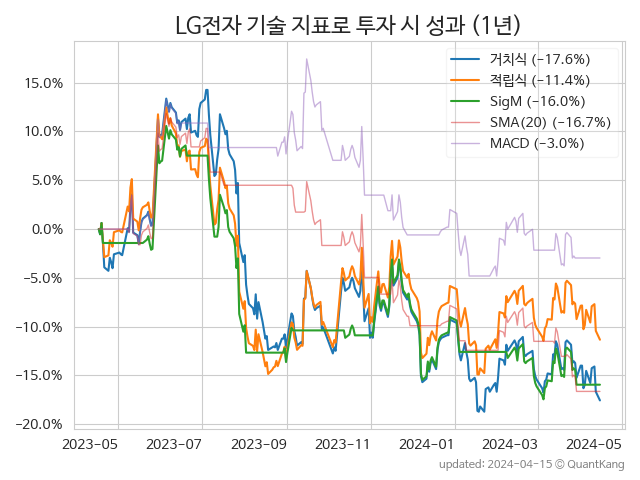 LG전자 기술 지표로 투자 시 성과 (1년)
거치식 (−17.6%)
적립식 (−11.4%)
SigM (−16.0%)
SMA(20) (−16.7%)
MACD (−3.0%)
15.0%
10.0%
5.0%
0.0%
−5.0%
−10.0%
−15.0%
−20.0%
2023-05 2023-07 2023-09 2023-11 2024-01 2024-03 2024-05
updated: 2024-04-15 © QuantKang